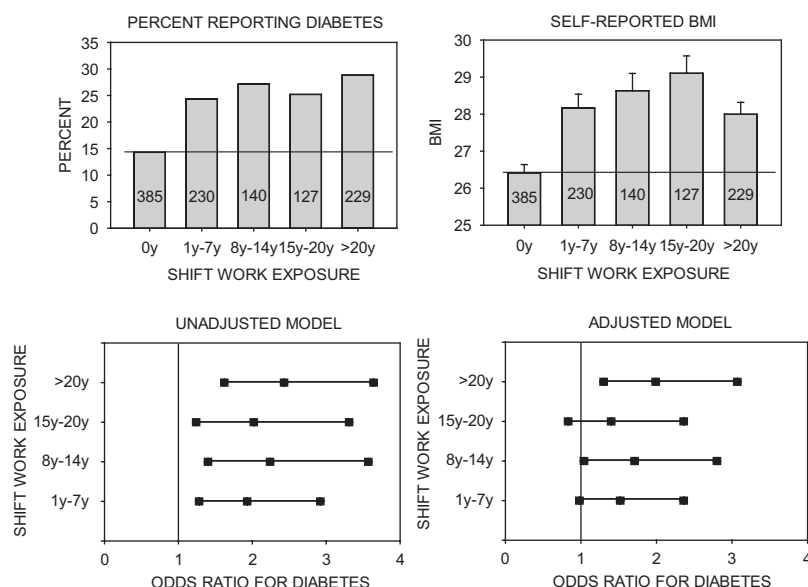 PERCENT REPORTING DIABETES
35
30
25
20
15
10
5
0
PERCENT
385 230 140 127 229
0y 1y-7y 8y-14y 15y-20y >20y
SHIFT WORK EXPOSURE
SELF-REPORTED BMI
30
29
28
27
26
25
BMI
385 230 140 127 229
0y 1y-7y 8y-14y 15y-20y >20y
SHIFT WORK EXPOSURE
UNADJUSTED MODEL
SHIFT WORK EXPOSURE
>20y
15y-20y
8y-14y
1y-7y
0 1 2 3 4
ODDS RATIO FOR DIABETES
ADJUSTED MODEL
SHIFT WORK EXPOSURE
>20y
15y-20y
8y-14y
1y-7y
0 1 2 3 4
ODDS RATIO FOR DIABETES